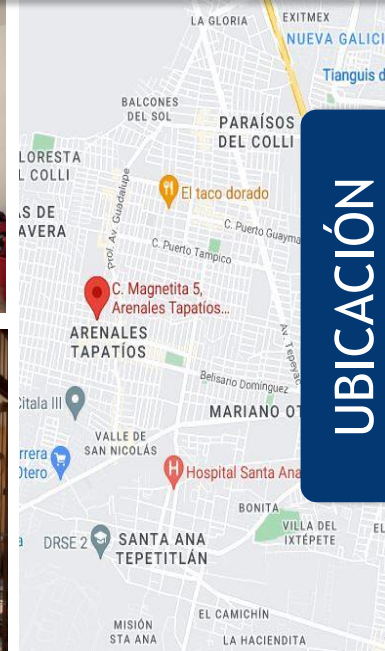 LA GLORIA
EXITMEX
NUEVA GALICI
Tianguis d
BALCONES
DEL SOL
PARAÍSOS
DEL COLLI
LORESTA
L COLLI
El taco dorado
Prol. Av. Guadalupe
S DE
AVERA
C. Puerto Guayma
C. Puerto Tampico
UBICACIÓN
C. Magnetita 5,
Arenales Tapatíos...
ARENALES
TAPATÍOS
Av. Tepeyac
Belisario Domínguez
Citala III
MARIANO OT
VALLE DE
SAN NICOLÁS
rrera
Otero
Hospital Santa Ana
BONITA
VILLA DEL
IXTÉPETE
EL
DRSE 2
SANTA ANA
TEPETITLÁN
EL CAMICHÍN
MISIÓN
STA ANA
LA HACIENDITA